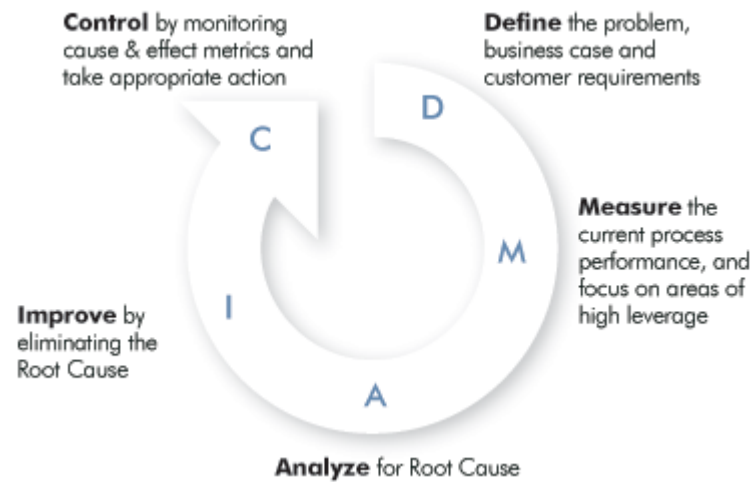 Control by monitoring
cause & effect metrics and
take appropriate action
Define the problem,
business case and
customer requirements
D
C
Measure the
current process
performance, and
focus on areas of
high leverage
M
I
Improve by
eliminating the
Root Cause
A
Analyze for Root Cause